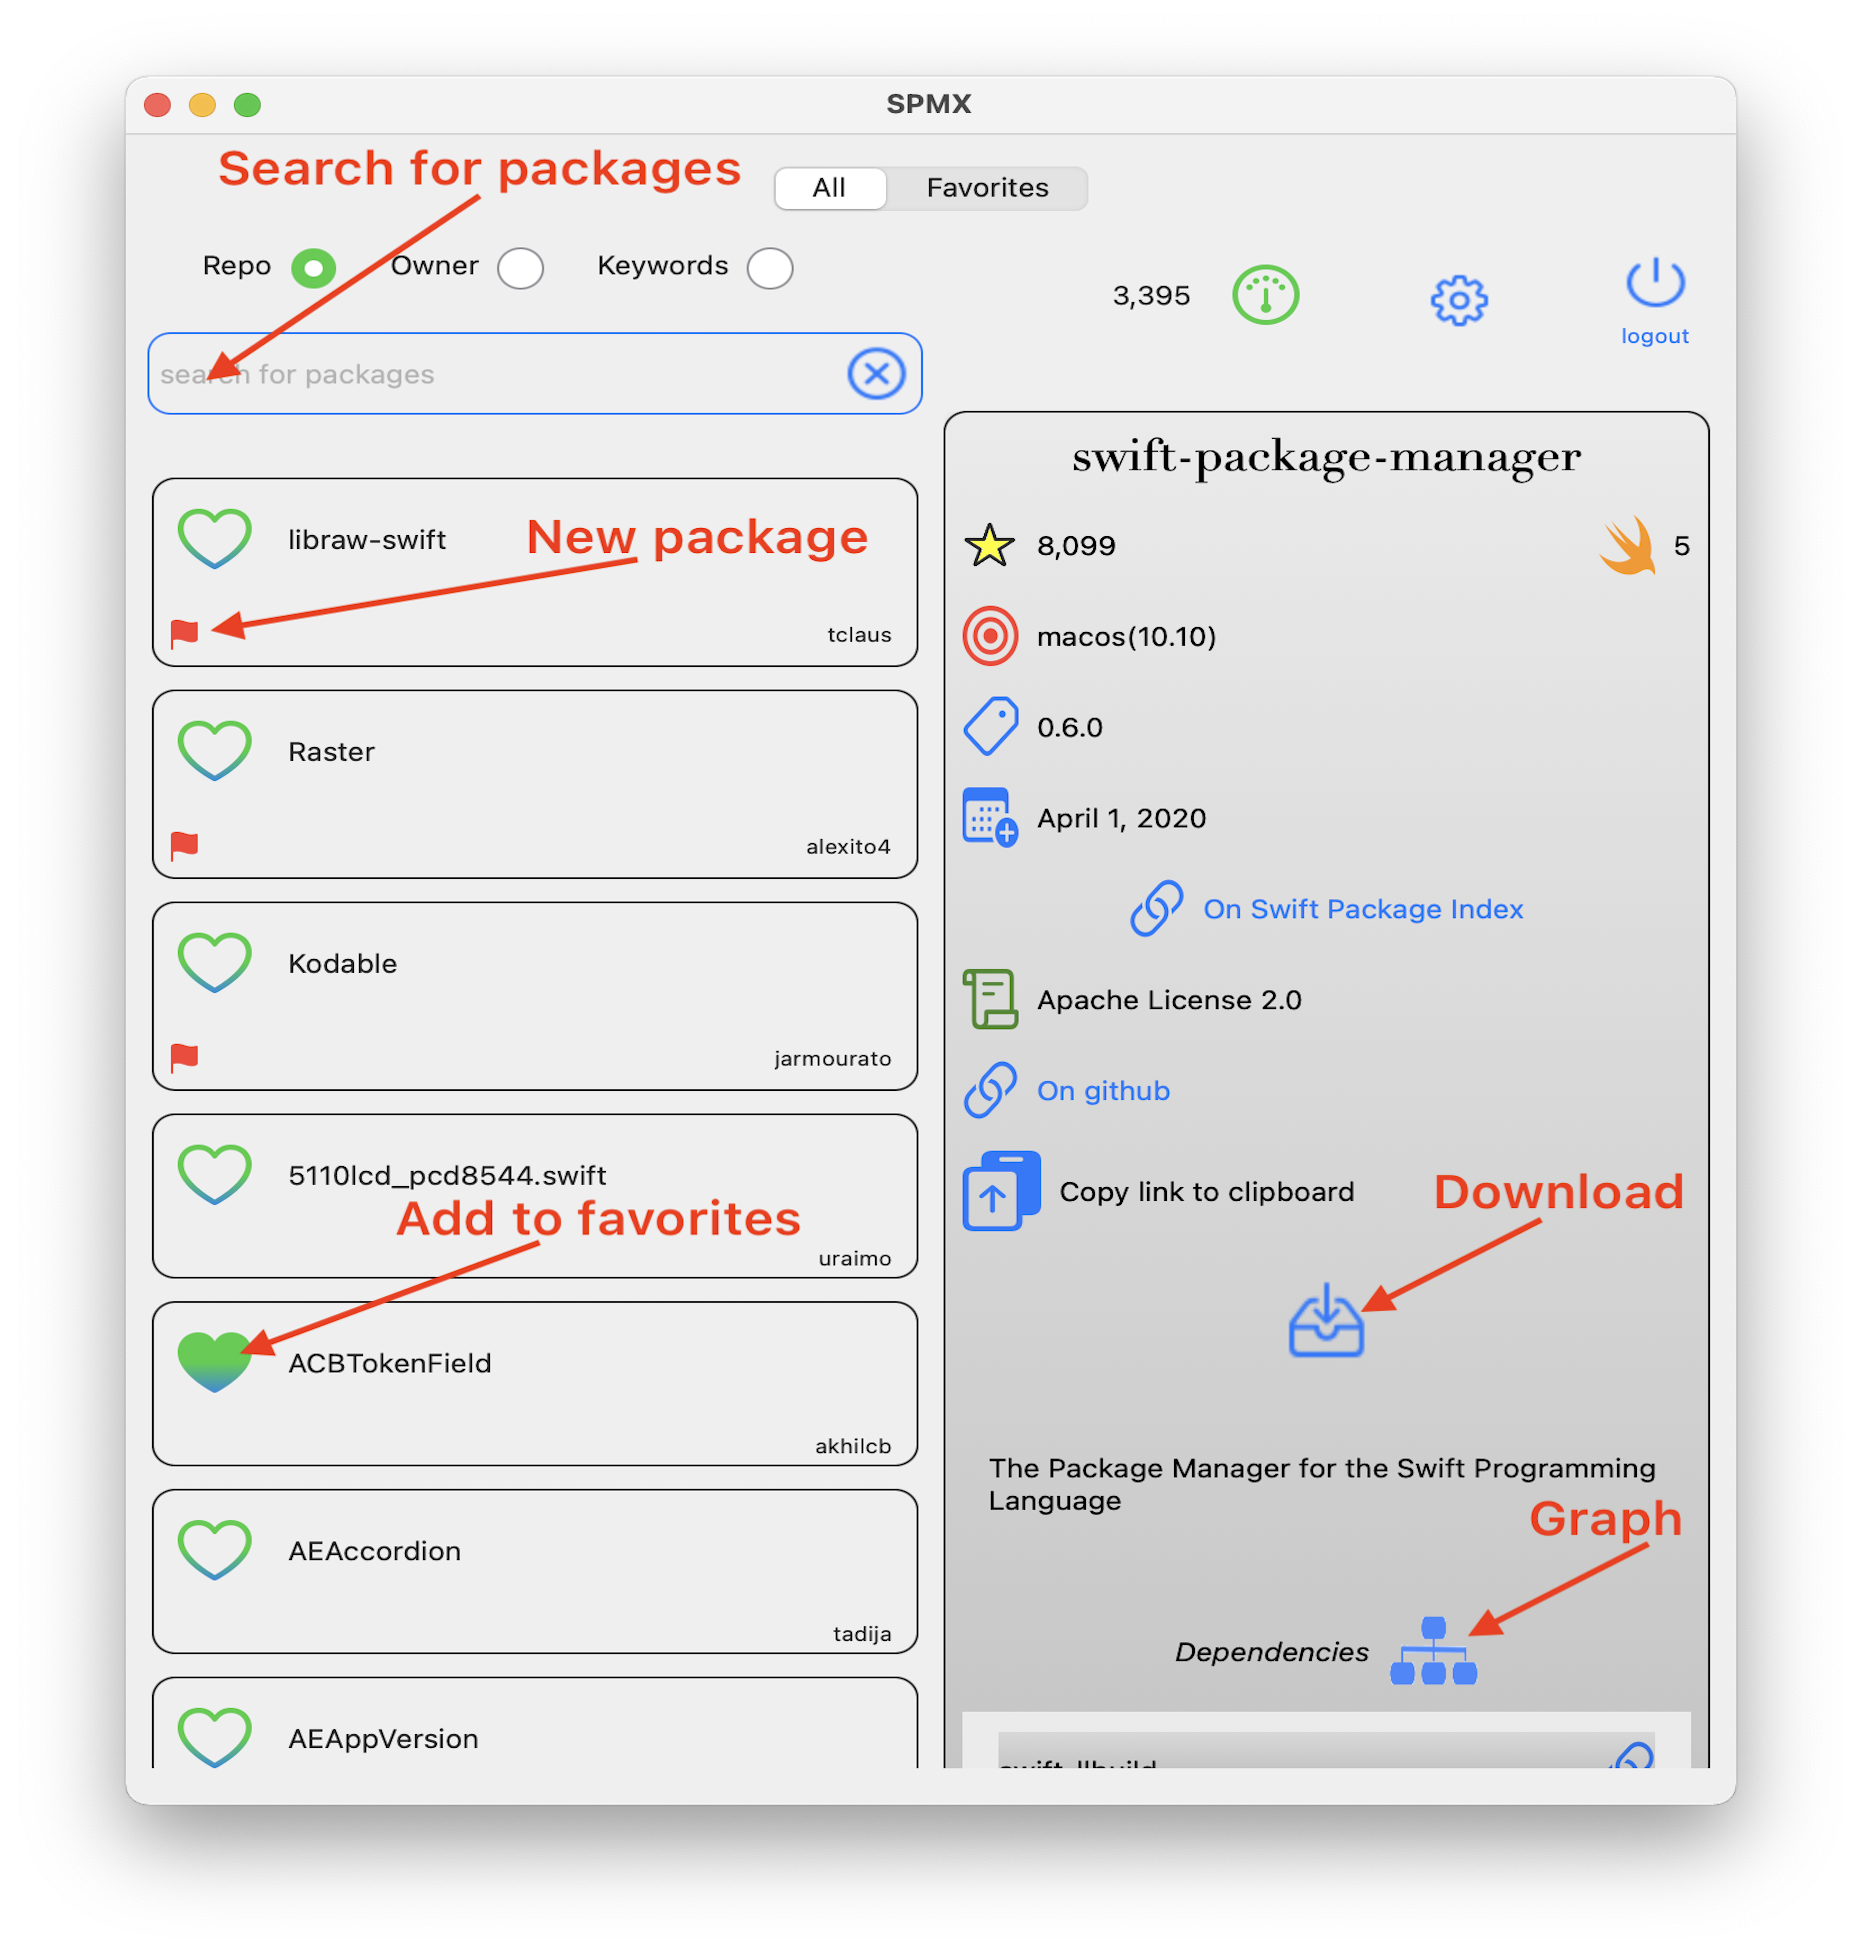 SPMX
Search for packages
All Favorites
Repo Owner Keywords
3,395
logout
search for packages
libraw-swift
New package
tclaus
Raster
alexito4
Kodable
jarmourato
5110lcd_pcd8544.swift
Add to favorites
uraimo
ACBTokenField
akhilcb
AEAccordion
tadija
AEAppVersion
swift-package-manager
8,099 5
macos(10.10)
0.6.0
April 1, 2020
On Swift Package Index
Apache License 2.0
On github
Copy link to clipboard
Download
The Package Manager for the Swift Programming
Language
Graph
Dependencies
swift-llbuild